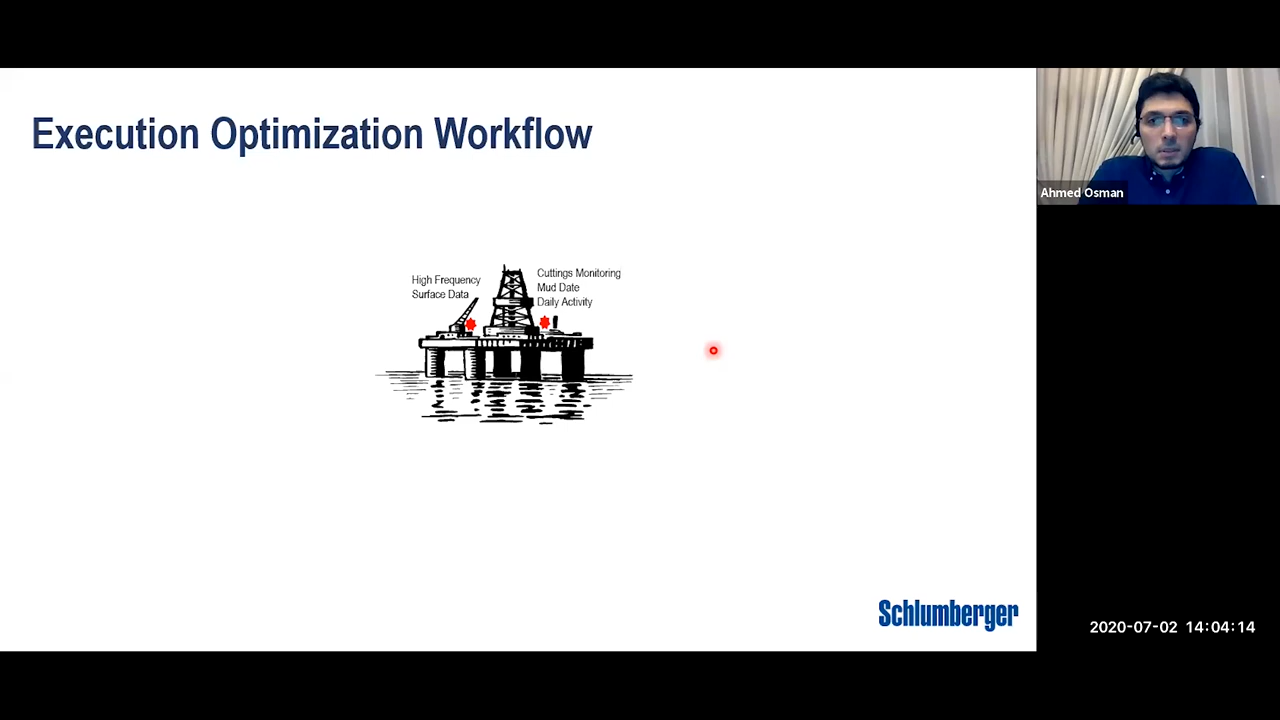 Execution Optimization Workflow
High Frequency
Surface Data
Cuttings Monitoring
Mud Date
Daily Activity
Schlumberger
Ahmed Osman
2020-07-02 14:04:14